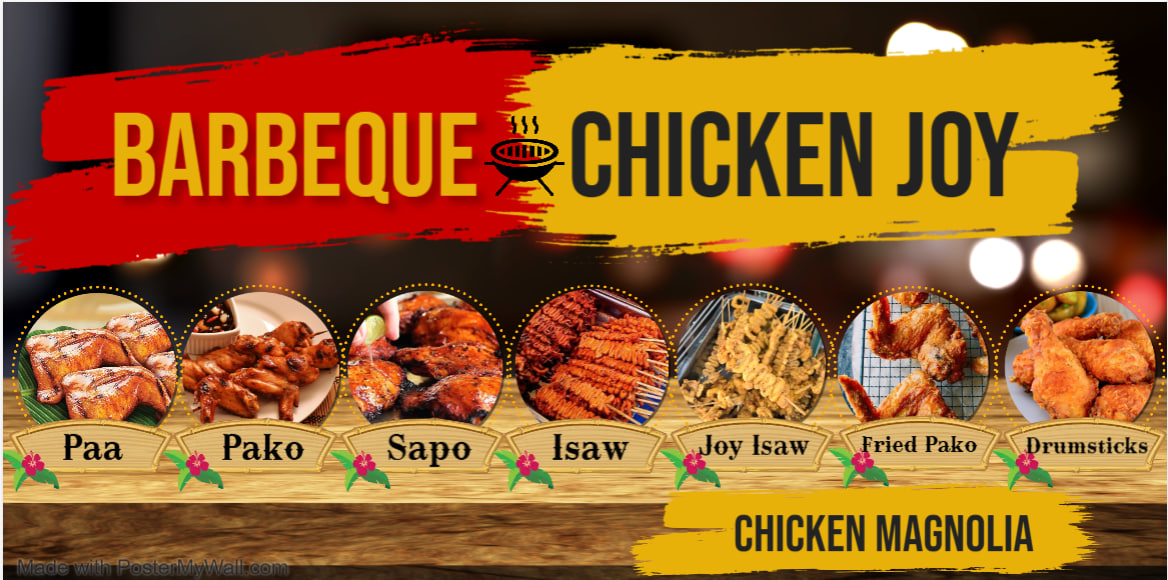 BARBEQUE CHICKEN JOY
Paa Pako Sapo Isaw Joy Isaw Fried Pako Drumsticks
CHICKEN MAGNOLIA
Made with PosterMyWall.com